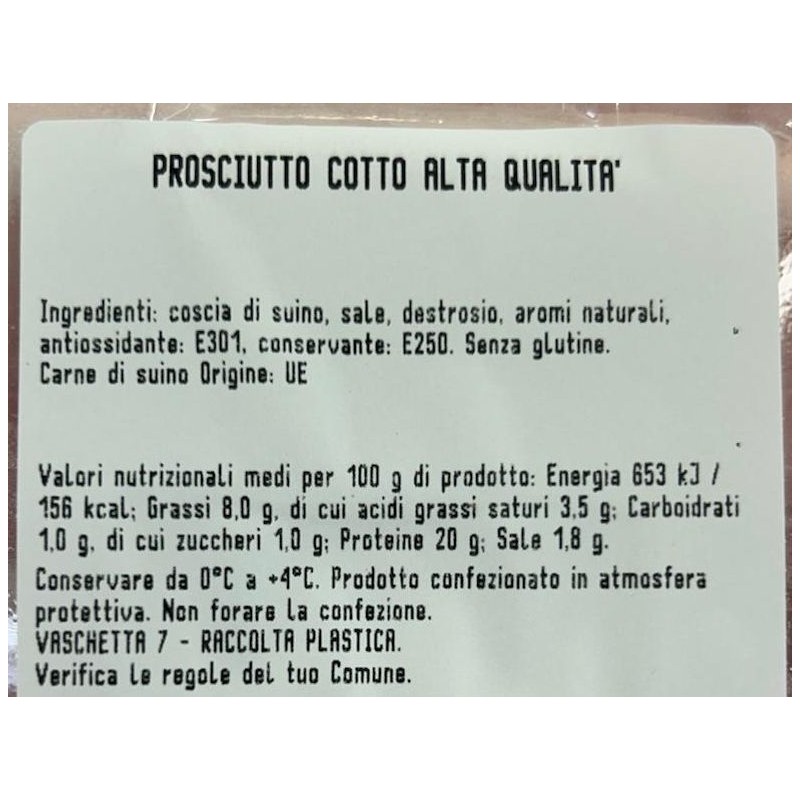 PROSCIUTTO COTTO ALTA QUALITA'
Ingredienti: coscia di suino, sale, destrosio, aromi naturali,
antiossidante: E301, conservante: E250. Senza glutine.
Carne di suino Origine: UE
Valori nutrizionali medi per 100 g di prodotto: Energia 653 kJ /
156 kcal; Grassi 8,0 g, di cui acidi grassi saturi 3,5 g; Carboidrati
1,0 g, di cui zuccheri 1,0 g; Proteine 20 g; Sale 1,8 g.
Conservare da 0°C a +4°C. Prodotto confezionato in atmosfera
protettiva. Non forare la confezione.
VASCHETTA 7 - RACCOLTA PLASTICA.
Verifica le regole del tuo Comune.